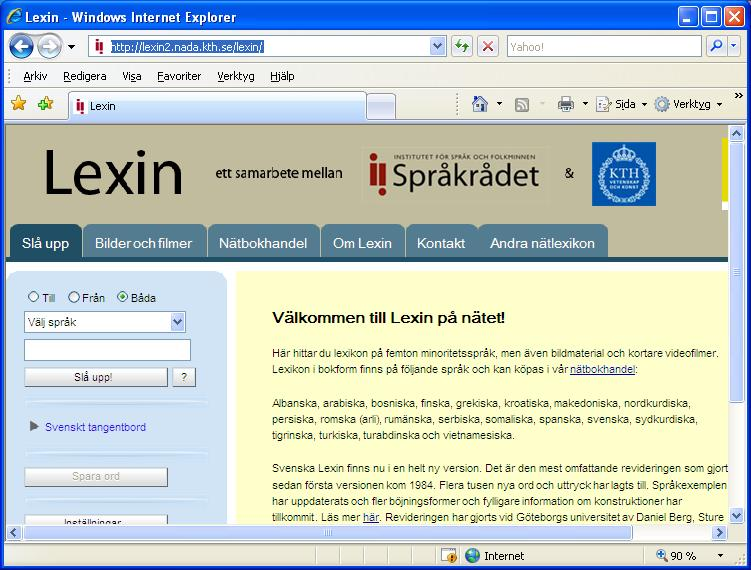 Lexin - Windows Internet Explorer
http://lexin2.nada.kth.se/lexin/
Yahoo!
Arkiv Redigera Visa Favoriter Verktyg Hjälp
Lexin
Sida Verktyg »
Lexin ett samarbete mellan INSTITUTET FÖR SPRÅK OCH FOLKMINNEN
Språkrådet & KTH
VETENSKAP
OCH KONST
Slå upp Bilder och filmer Nätbokhandel Om Lexin Kontakt Andra nätlexikon
Till Från Båda
Välj språk
Slå upp! ?
Svenskt tangentbord
Spara ord
Inställningar
Välkommen till Lexin på nätet!
Här hittar du lexikon på femton minoritetsspråk, men även bildmaterial och kortare videofilmer.
Lexikon i bokform finns på följande språk och kan köpas i vår nätbokhandel:
Albanska, arabiska, bosniska, finska, grekiska, kroatiska, makedoniska, nordkurdiska,
persiska, romska (arli), rumänska, serbiska, somaliska, spanska, svenska, sydkurdiska,
tigrinska, turkiska, turabdinska och vietnamesiska.
Svenska Lexin finns nu i en helt ny version. Det är den mest omfattande revideringen som gjort
sedan första versionen kom 1984. Flera tusen nya ord och uttryck har lagts till. Språkexemplen
har uppdaterats och fler böjningsformer och fylligare information om konstruktioner har
tillkommit. Läs mer här. Revideringen har gjorts vid Göteborgs universitet av Daniel Berg, Sture
Internet 90 %